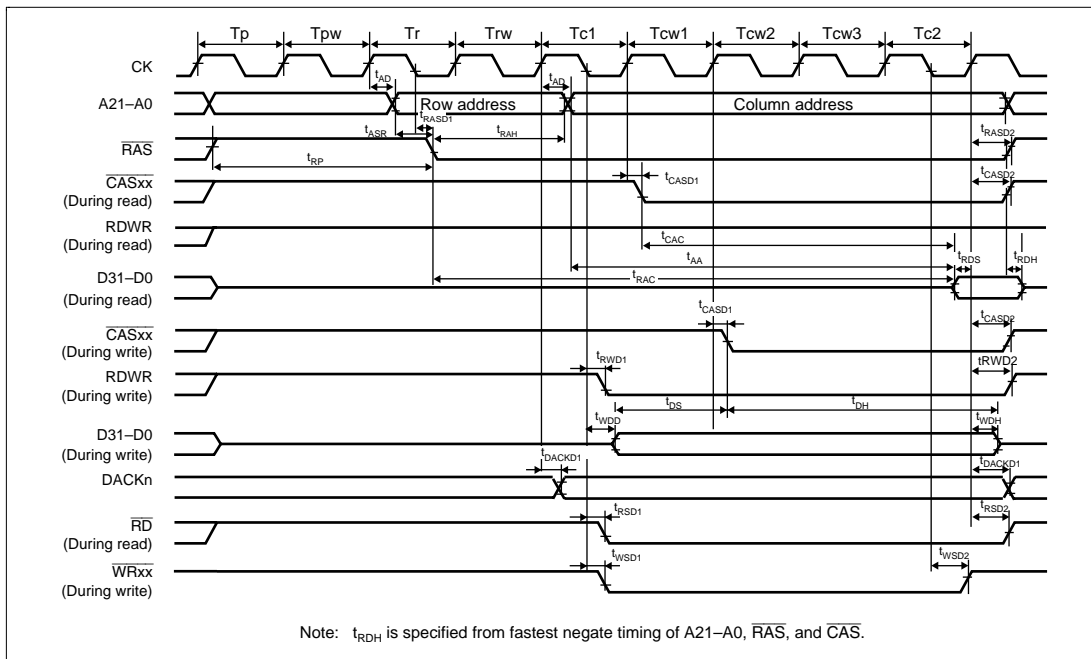 Tp Tpw Tr Trw Tc1 Tcw1 Tcw2 Tcw3 Tc2
CK
tAD tAD
A21–A0 Row address Column address
tRASD1
tASR tRAH tRASD2
RAS
tRP
CASxx tCASD1 tCASD2
(During read)
RDWR
(During read) tCAC
tAA tRDS tRDH
D31–D0 tRAC
(During read)
tCASD1 tCASD2
CASxx
(During write)
tRWD1 tRWD2
RDWR
(During write)
tDS tDH
tWDD tWDH
D31–D0
(During write)
tDACKD1 tDACKD1
DACKn
tRSD1 tRSD2
RD
(During read)
tWSD1 tWSD2
WRxx
(During write)
Note: tRDH is specified from fastest negate timing of A21–A0, RAS, and CAS.